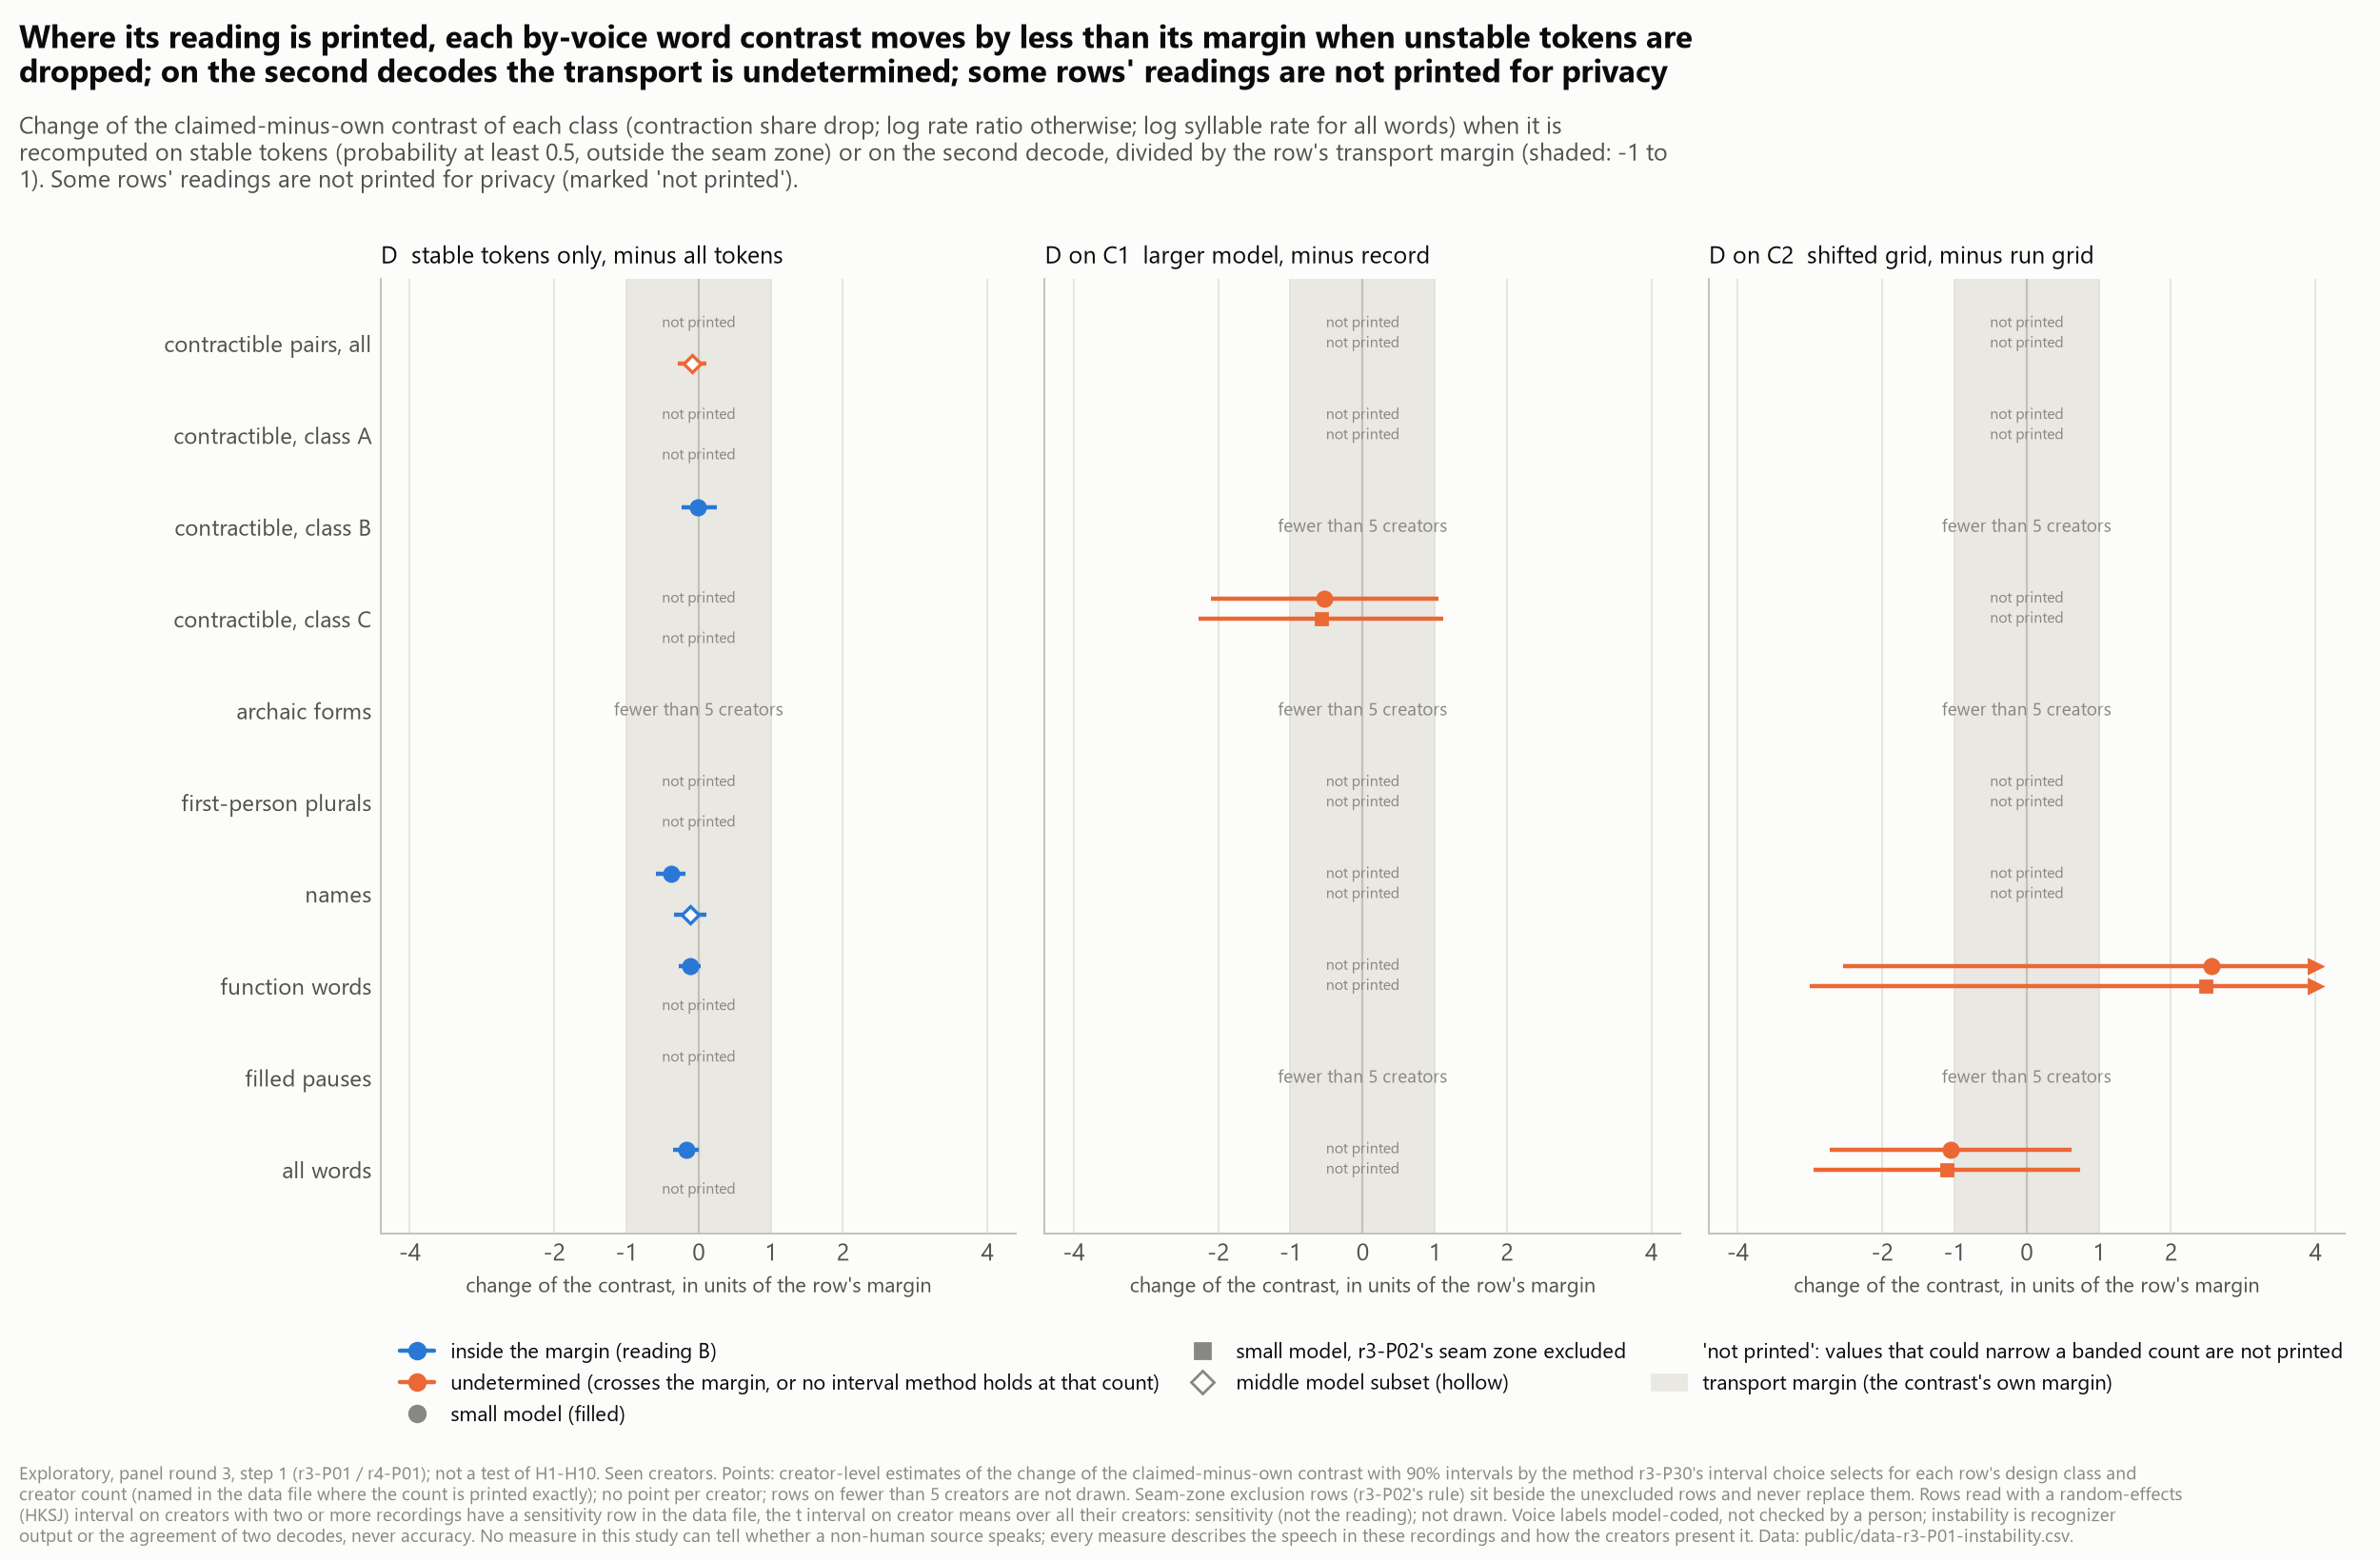 Where its reading is printed, each by-voice word contrast moves by less than its margin when unstable tokens are
dropped; on the second decodes the transport is undetermined; some rows' readings are not printed for privacy
Change of the claimed-minus-own contrast of each class (contraction share drop; log rate ratio otherwise; log syllable rate for all words) when it is
recomputed on stable tokens (probability at least 0.5, outside the seam zone) or on the second decode, divided by the row's transport margin (shaded: -1 to
1). Some rows' readings are not printed for privacy (marked 'not printed').
D  stable tokens only, minus all tokens
D on C1  larger model, minus record
D on C2  shifted grid, minus run grid
contractible pairs, all
not printed
not printed
not printed
not printed
not printed
contractible, class A
not printed
not printed
not printed
not printed
not printed
not printed
contractible, class B
fewer than 5 creators
fewer than 5 creators
contractible, class C
not printed
not printed
not printed
not printed
archaic forms
fewer than 5 creators
fewer than 5 creators
fewer than 5 creators
first-person plurals
not printed
not printed
not printed
not printed
not printed
not printed
names
not printed
not printed
not printed
not printed
function words
not printed
not printed
not printed
filled pauses
not printed
fewer than 5 creators
fewer than 5 creators
all words
not printed
not printed
not printed
-4 -2 -1 0 1 2 4
-4 -2 -1 0 1 2 4
-4 -2 -1 0 1 2 4
change of the contrast, in units of the row's margin
change of the contrast, in units of the row's margin
change of the contrast, in units of the row's margin
inside the margin (reading B)
undetermined (crosses the margin, or no interval method holds at that count)
small model (filled)
small model, r3-P02's seam zone excluded
middle model subset (hollow)
'not printed': values that could narrow a banded count are not printed
transport margin (the contrast's own margin)
Exploratory, panel round 3, step 1 (r3-P01 / r4-P01); not a test of H1-H10. Seen creators. Points: creator-level estimates of the change of the claimed-minus-own contrast with 90% intervals by the method r3-P30's interval choice selects for each row's design class and
creator count (named in the data file where the count is printed exactly); no point per creator; rows on fewer than 5 creators are not drawn. Seam-zone exclusion rows (r3-P02's rule) sit beside the unexcluded rows and never replace them. Rows read with a random-effects
(HKSJ) interval on creators with two or more recordings have a sensitivity row in the data file, the t interval on creator means over all their creators: sensitivity (not the reading); not drawn. Voice labels model-coded, not checked by a person; instability is recognizer
output or the agreement of two decodes, never accuracy. No measure in this study can tell whether a non-human source speaks; every measure describes the speech in these recordings and how the creators present it. Data: public/data-r3-P01-instability.csv.